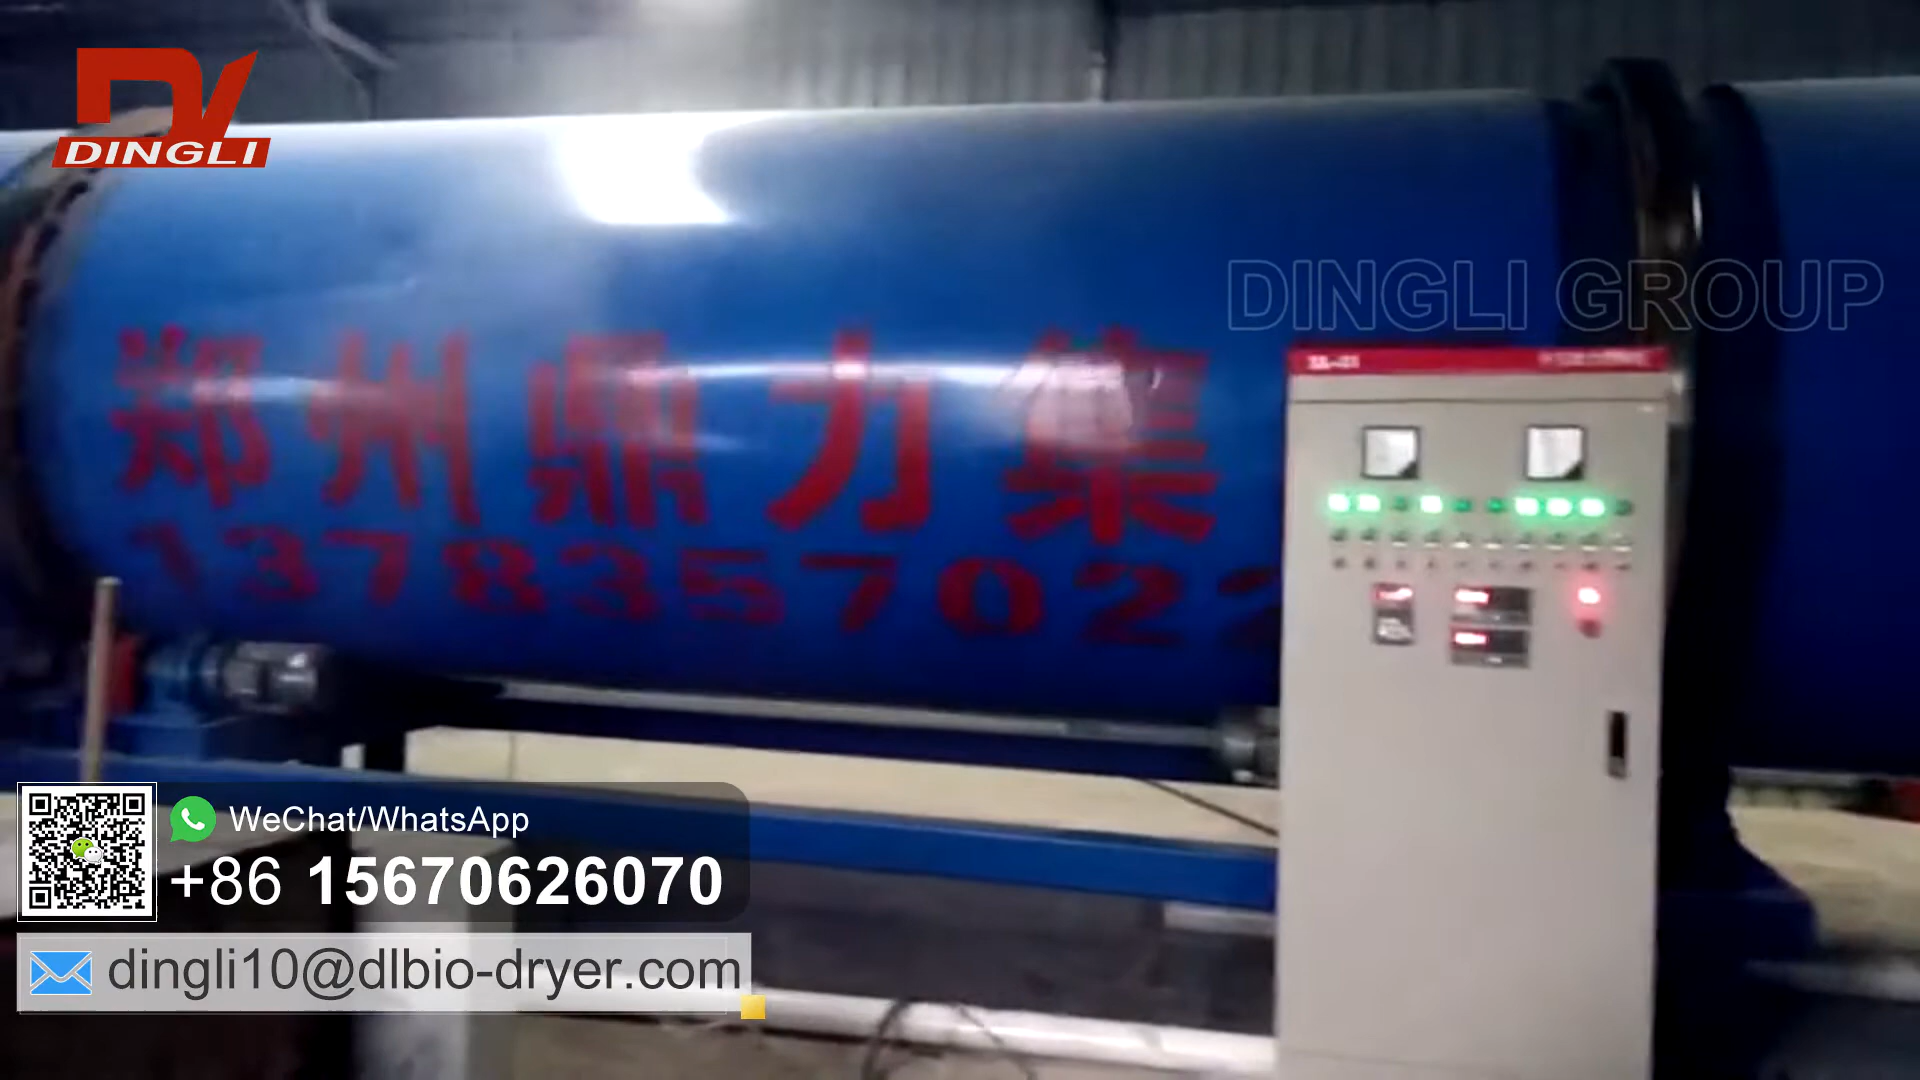 DINGLI
DINGLI GROUP
郑州鼎力集
1378357022
WeChat/WhatsApp
+86 15670626070
dingli10@dlbio-dryer.com